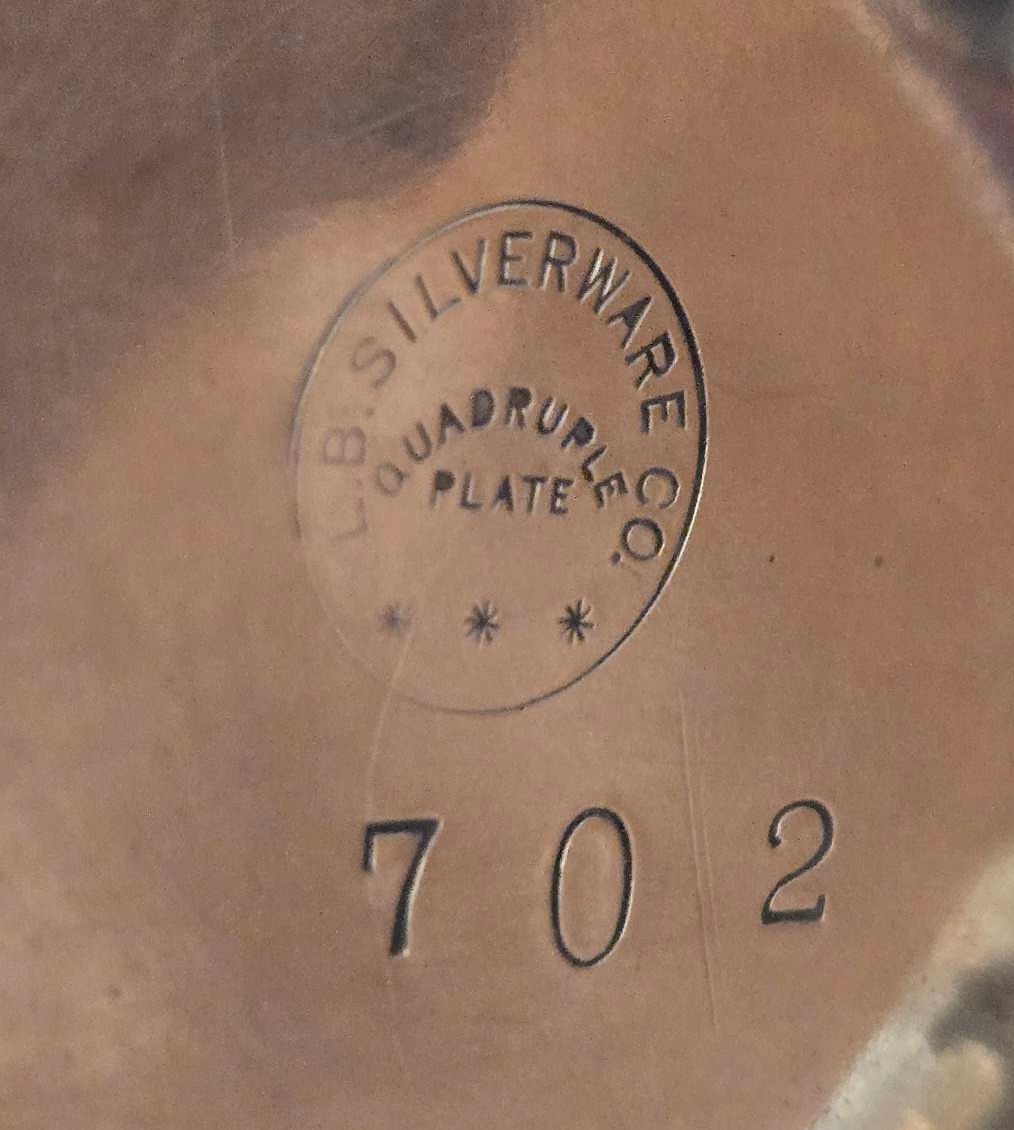 L.B. SILVERWARE CO.
QUADRUPLE
PLATE
* * *
702